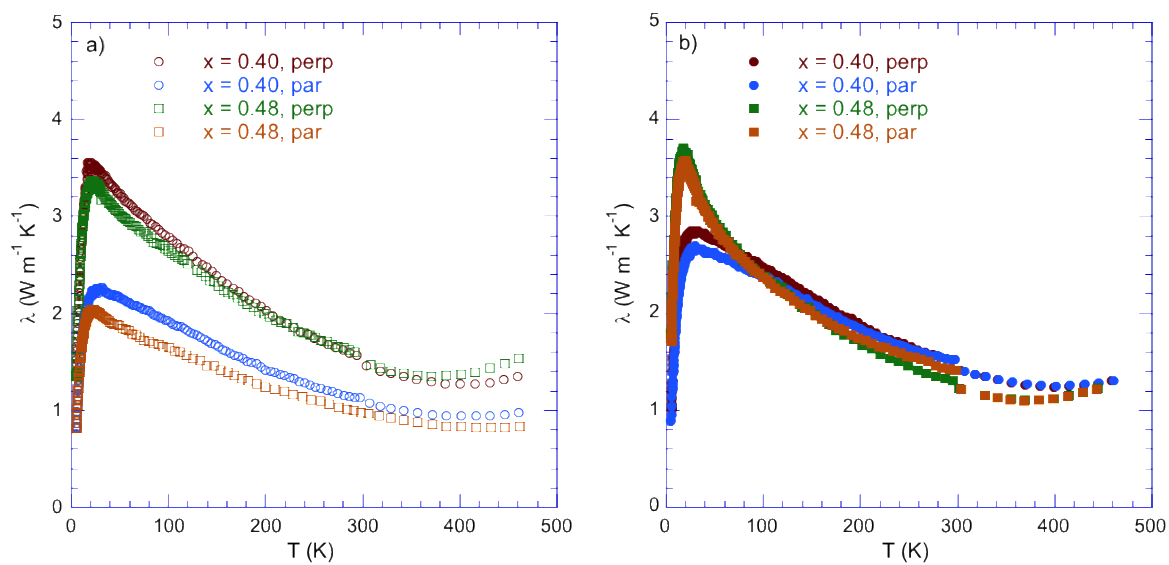 5
a)
x = 0.40, perp
x = 0.40, par
x = 0.48, perp
x = 0.48, par
4
3
2
1
0
λ (W m⁻¹ K⁻¹)
0 100 200 300 400 500
T (K)
5
b)
x = 0.40, perp
x = 0.40, par
x = 0.48, perp
x = 0.48, par
4
3
2
1
0
λ (W m⁻¹ K⁻¹)
0 100 200 300 400 500
T (K)